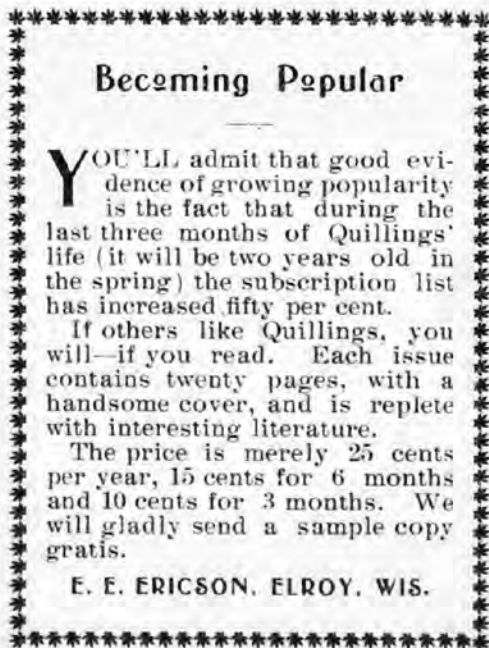 Becoming Popular
YOU'LL admit that good evi-
dence of growing popularity
is the fact that during the
last three months of Quillings'
life (it will be two years old in
the spring) the subscription list
has increased fifty per cent.
If others like Quillings, you
will—if you read. Each issue
contains twenty pages, with a
handsome cover, and is replete
with interesting literature.
The price is merely 25 cents
per year, 15 cents for 6 months
and 10 cents for 3 months. We
will gladly send a sample copy
gratis.
E. E. ERICSON, ELROY, WIS.